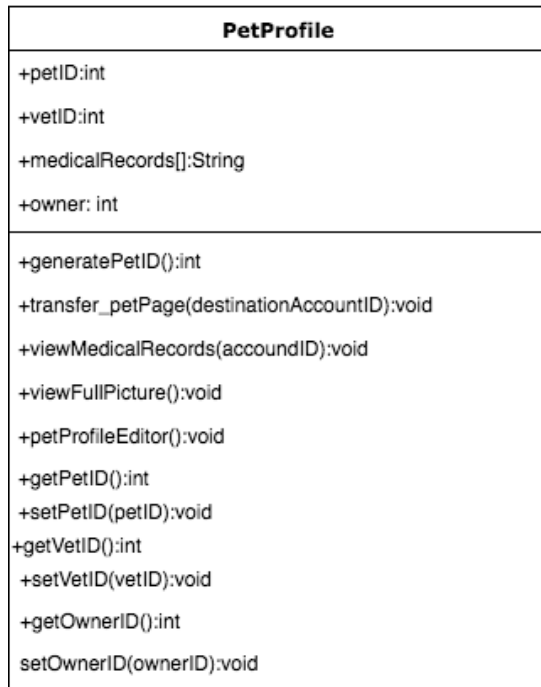 PetProfile
+petID:int
+vetID:int
+medicalRecords[]:String
+owner: int
+generatePetID():int
+transfer_petPage(destinationAccountID):void
+viewMedicalRecords(accoundID):void
+viewFullPicture():void
+petProfileEditor():void
+getPetID():int
+setPetID(petID):void
+getVetID():int
+setVetID(vetID):void
+getOwnerID():int
setOwnerID(ownerID):void